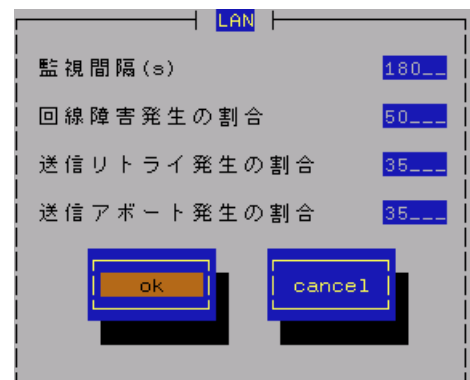 LAN
監視間隔(s) 180__
回線障害発生の割合 50___
送信リトライ発生の割合 35___
送信アボート発生の割合 35___
ok cancel